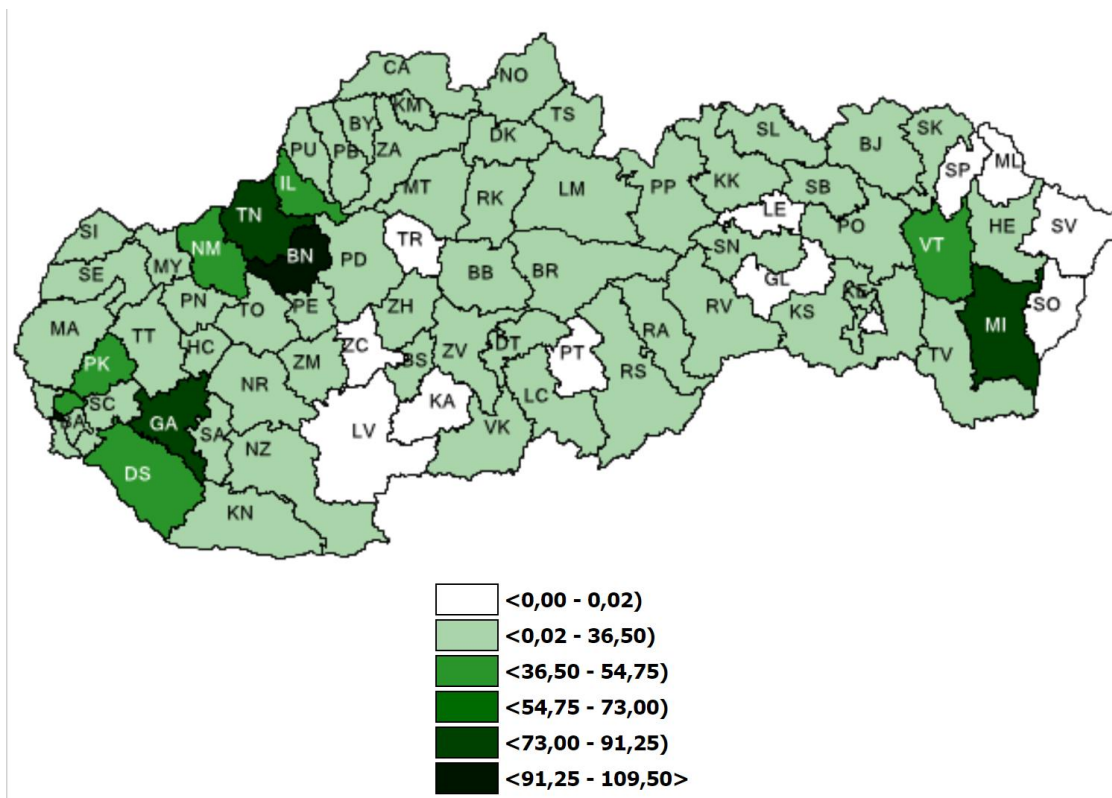 CA
NO
KM
BY
TS
PU
PB
ZA
DK
SL
SK
BJ
ML
SP
IL
MT
RK
LM
PP
KK
SB
TN
LE
PO
HE
SV
SI
NM
BN
TR
SN
VT
MY
PD
BB
BR
SE
GL
PN
TO
PE
ZH
RV
KE
KS
SO
MA
TT
HC
ZC
BS
ZV
DT
PT
RA
MI
TV
PK
NR
ZM
RS
SC
KA
LC
BA
GA
SA
LV
VK
NZ
DS
KN
<0,00 - 0,02)
<0,02 - 36,50)
<36,50 - 54,75)
<54,75 - 73,00)
<73,00 - 91,25)
<91,25 - 109,50>